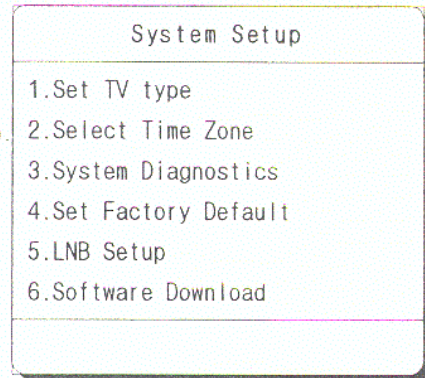 System Setup
1.Set TV type
2.Select Time Zone
3.System Diagnostics
4.Set Factory Default
5.LNB Setup
6.Software Download